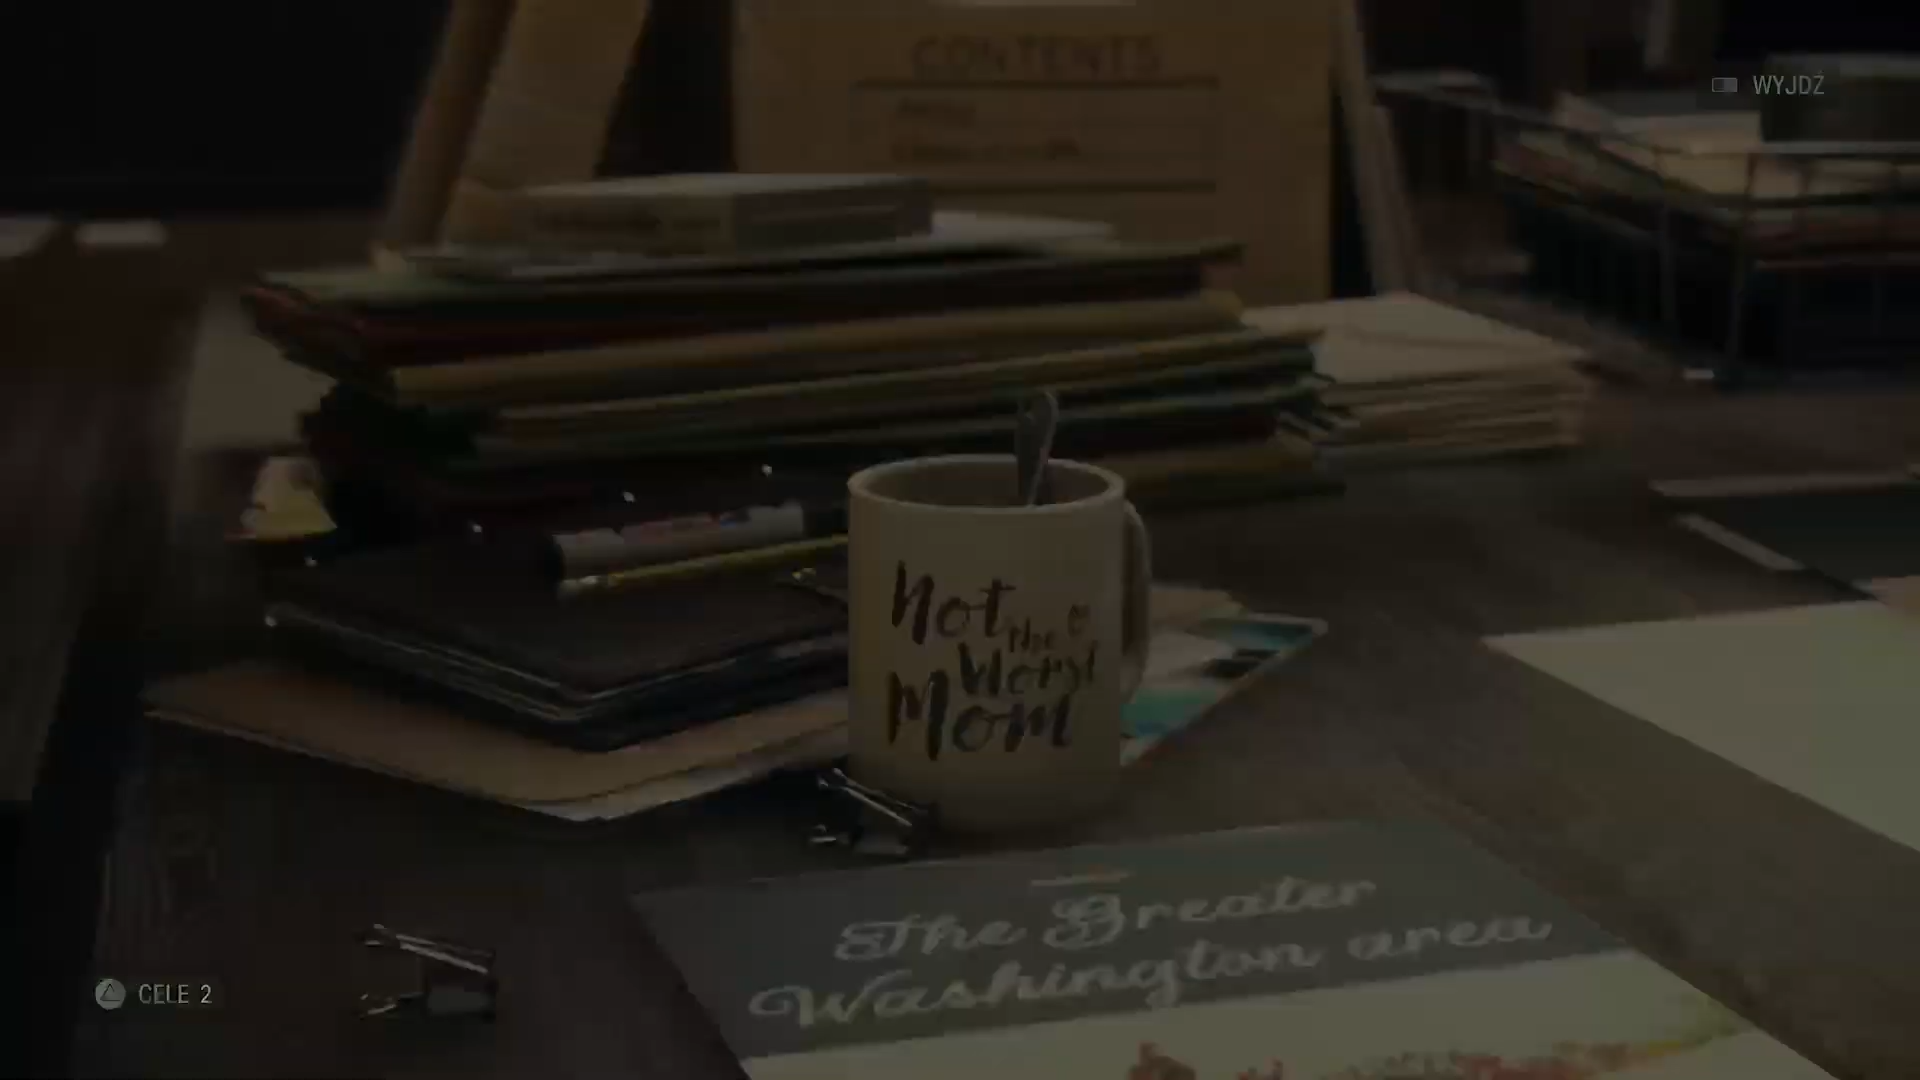 CONTENTS
WYJDŹ
Not
the
Worst
Mom
The Greater
Washington area
CELE 2